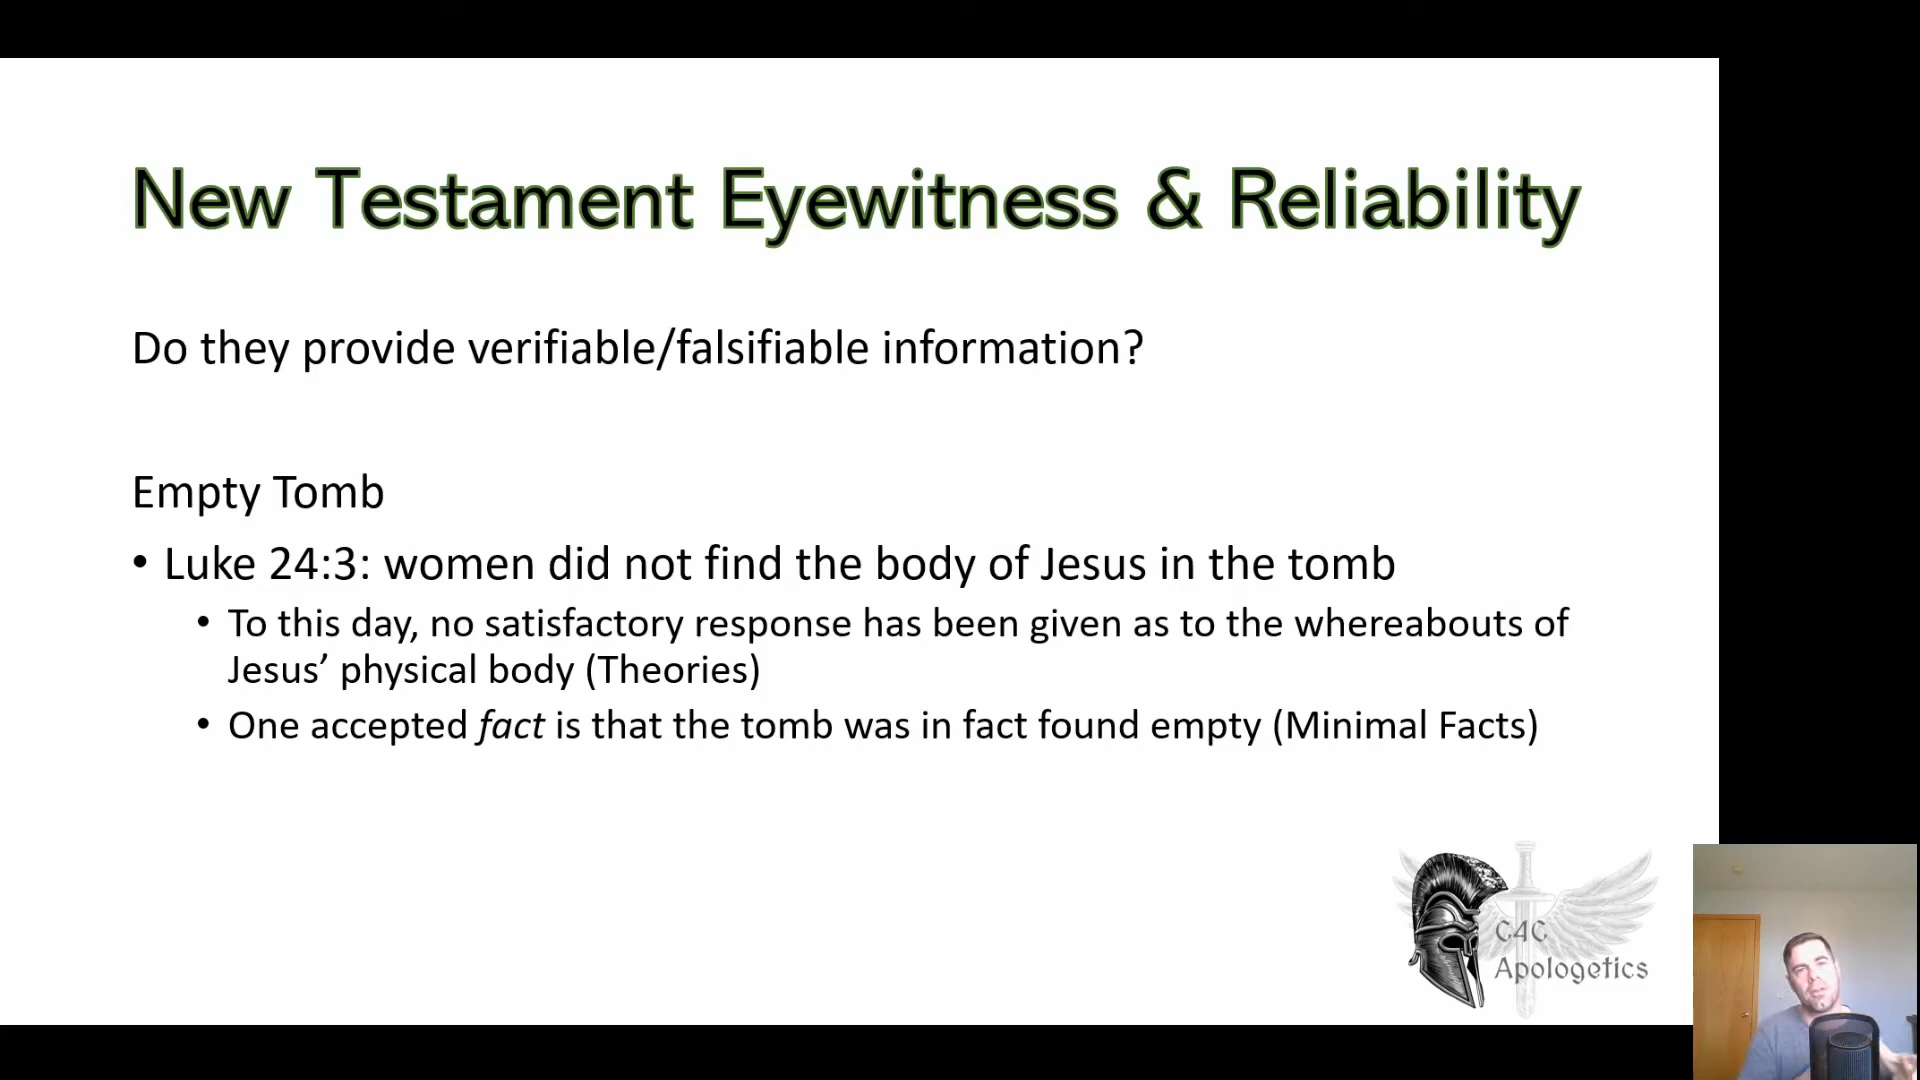 New Testament Eyewitness & Reliability
Do they provide verifiable/falsifiable information?
Empty Tomb
• Luke 24:3: women did not find the body of Jesus in the tomb
• To this day, no satisfactory response has been given as to the whereabouts of
Jesus’ physical body (Theories)
• One accepted fact is that the tomb was in fact found empty (Minimal Facts)
C4C
Apologetics